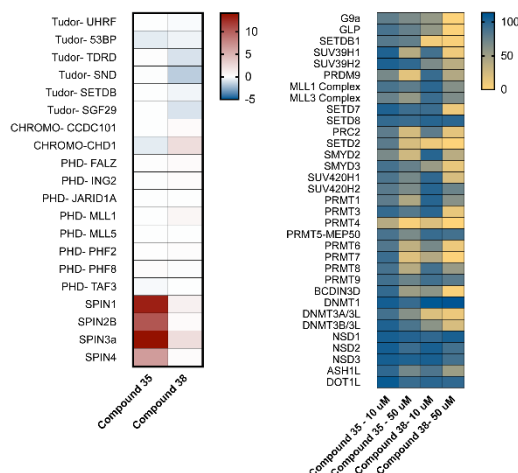 Tudor- UHRF
Tudor- 53BP
Tudor- TDRD
Tudor- SND
Tudor- SETDB
Tudor- SGF29
CHROMO- CCDC101
CHROMO-CHD1
PHD- FALZ
PHD- ING2
PHD- JARID1A
PHD- MLL1
PHD- MLL5
PHD- PHF2
PHD- PHF8
PHD- TAF3
SPIN1
SPIN2B
SPIN3a
SPIN4
Compound 35
Compound 38
10
5
0
-5
G9a
GLP
SETDB1
SUV39H1
SUV39H2
PRDM9
MLL1 Complex
MLL3 Complex
SETD7
SETD8
PRC2
SETD2
SMYD2
SMYD3
SUV420H1
SUV420H2
PRMT1
PRMT3
PRMT4
PRMT5-MEP50
PRMT6
PRMT7
PRMT8
PRMT9
BCDIN3D
DNMT1
DNMT3A/3L
DNMT3B/3L
NSD1
NSD2
NSD3
ASH1L
DOT1L
Compound 35 - 10 uM
Compound 35 - 50 uM
Compound 38- 10 uM
Compound 38- 50 uM
100
50
0